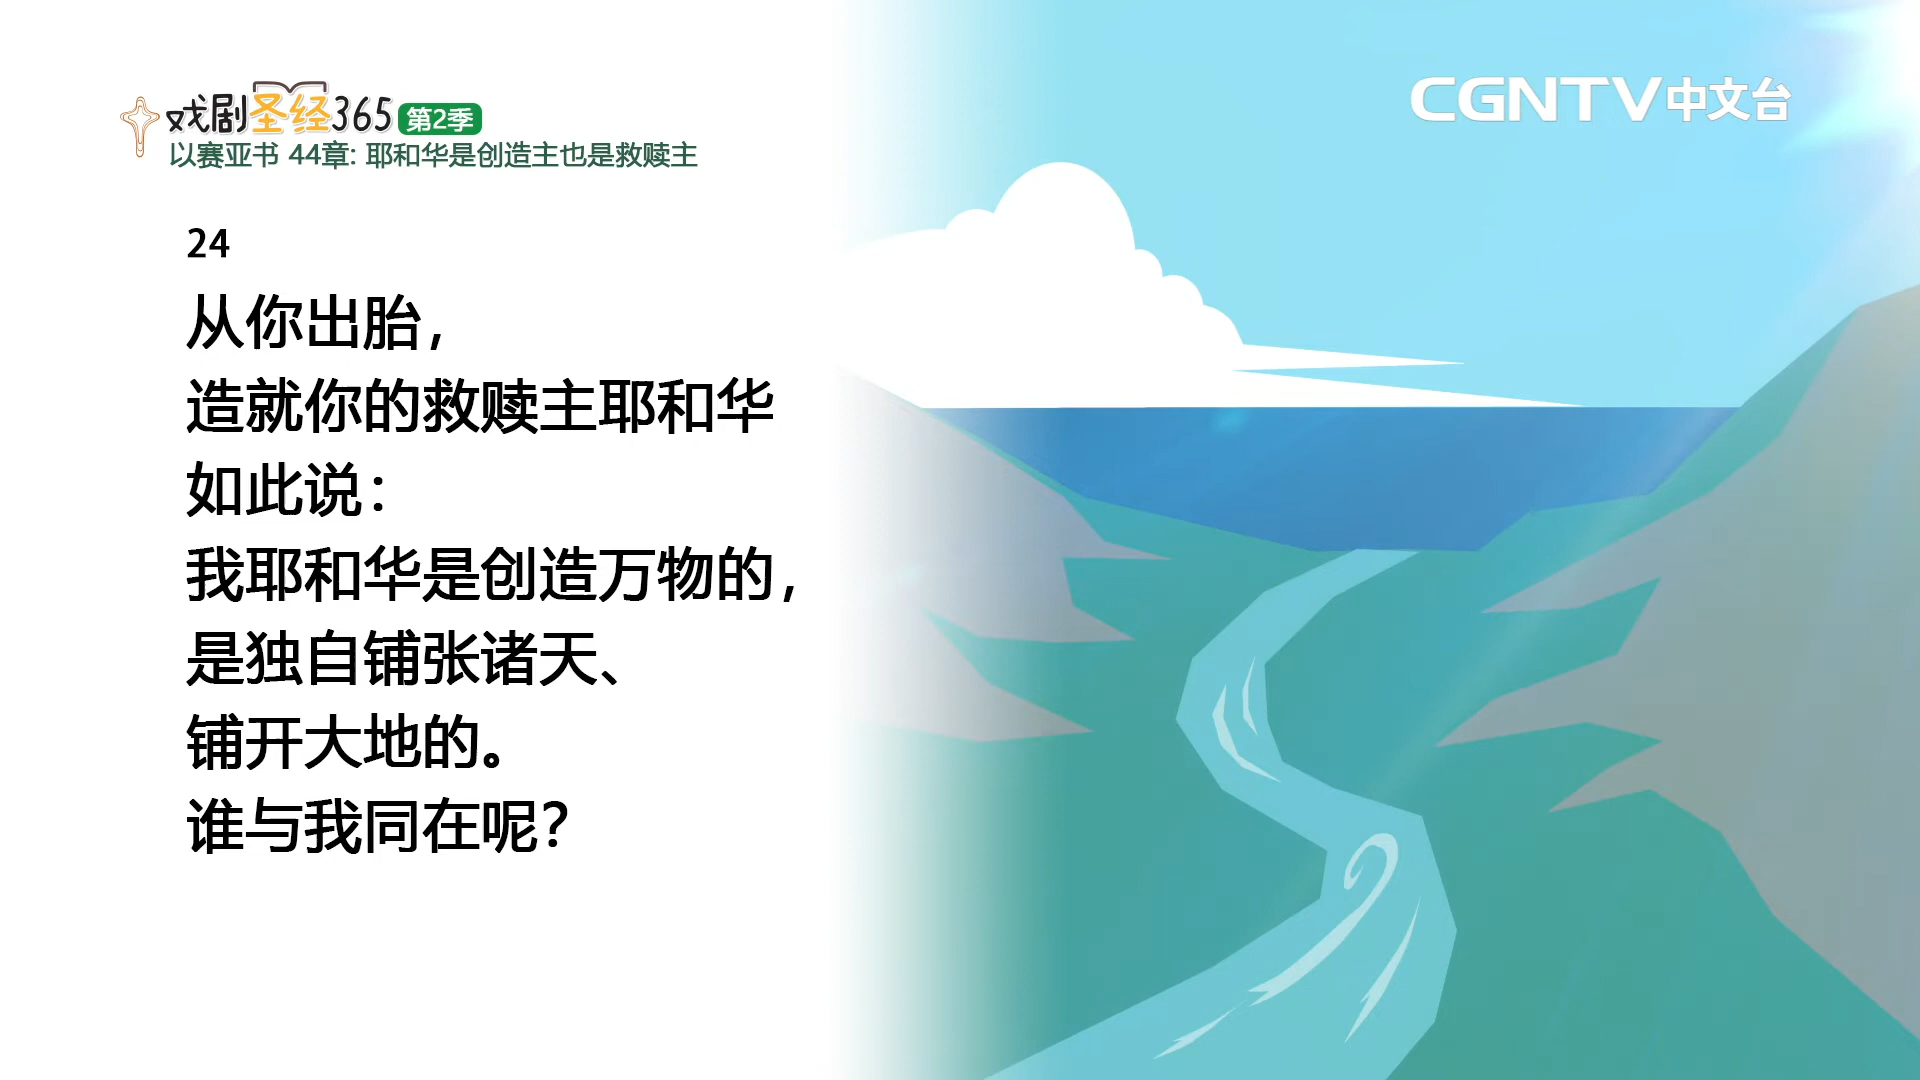 戏剧圣经365 第2季
CGNTV中文台
以赛亚书 44章: 耶和华是创造主也是救赎主
24
从你出胎，
造就你的救赎主耶和华
如此说：
我耶和华是创造万物的，
是独自铺张诸天、
铺开大地的。
谁与我同在呢？